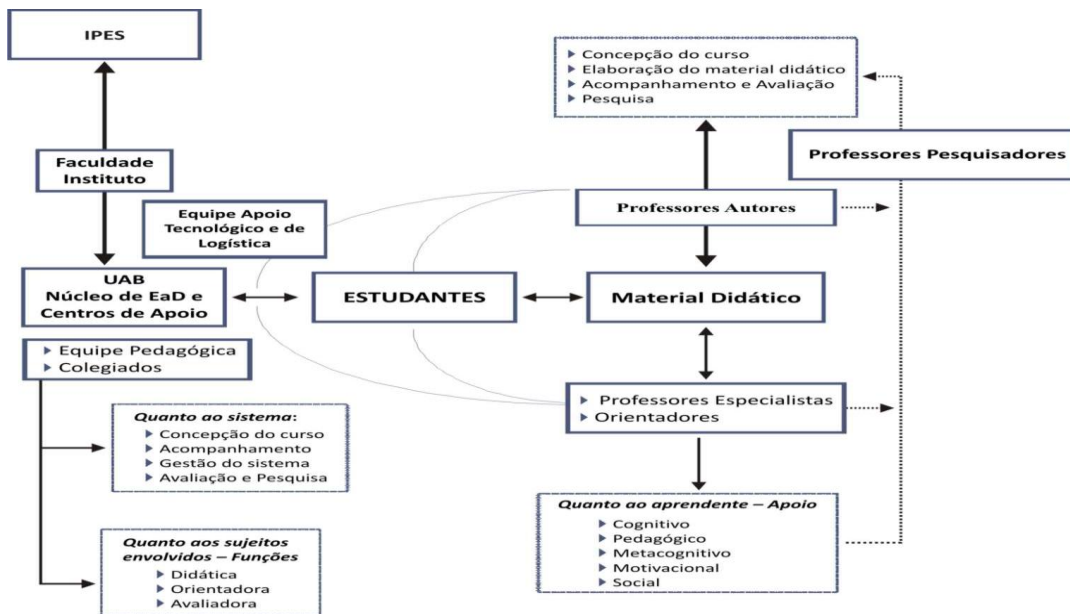 IPES
Faculdade
Instituto
UAB
Núcleo de EaD e
Centros de Apoio
▸ Equipe Pedagógica
▸ Colegiados
Quanto ao sistema:
▸ Concepção do curso
▸ Acompanhamento
▸ Gestão do sistema
▸ Avaliação e Pesquisa
Quanto aos sujeitos
envolvidos – Funções
▸ Didática
▸ Orientadora
▸ Avaliadora
Equipe Apoio
Tecnológico e de
Logística
ESTUDANTES
▸ Concepção do curso
▸ Elaboração do material didático
▸ Acompanhamento e Avaliação
▸ Pesquisa
Professores Pesquisadores
Professores Autores
Material Didático
▸ Professores Especialistas
▸ Orientadores
Quanto ao aprendente – Apoio
▸ Cognitivo
▸ Pedagógico
▸ Metacognitivo
▸ Motivacional
▸ Social